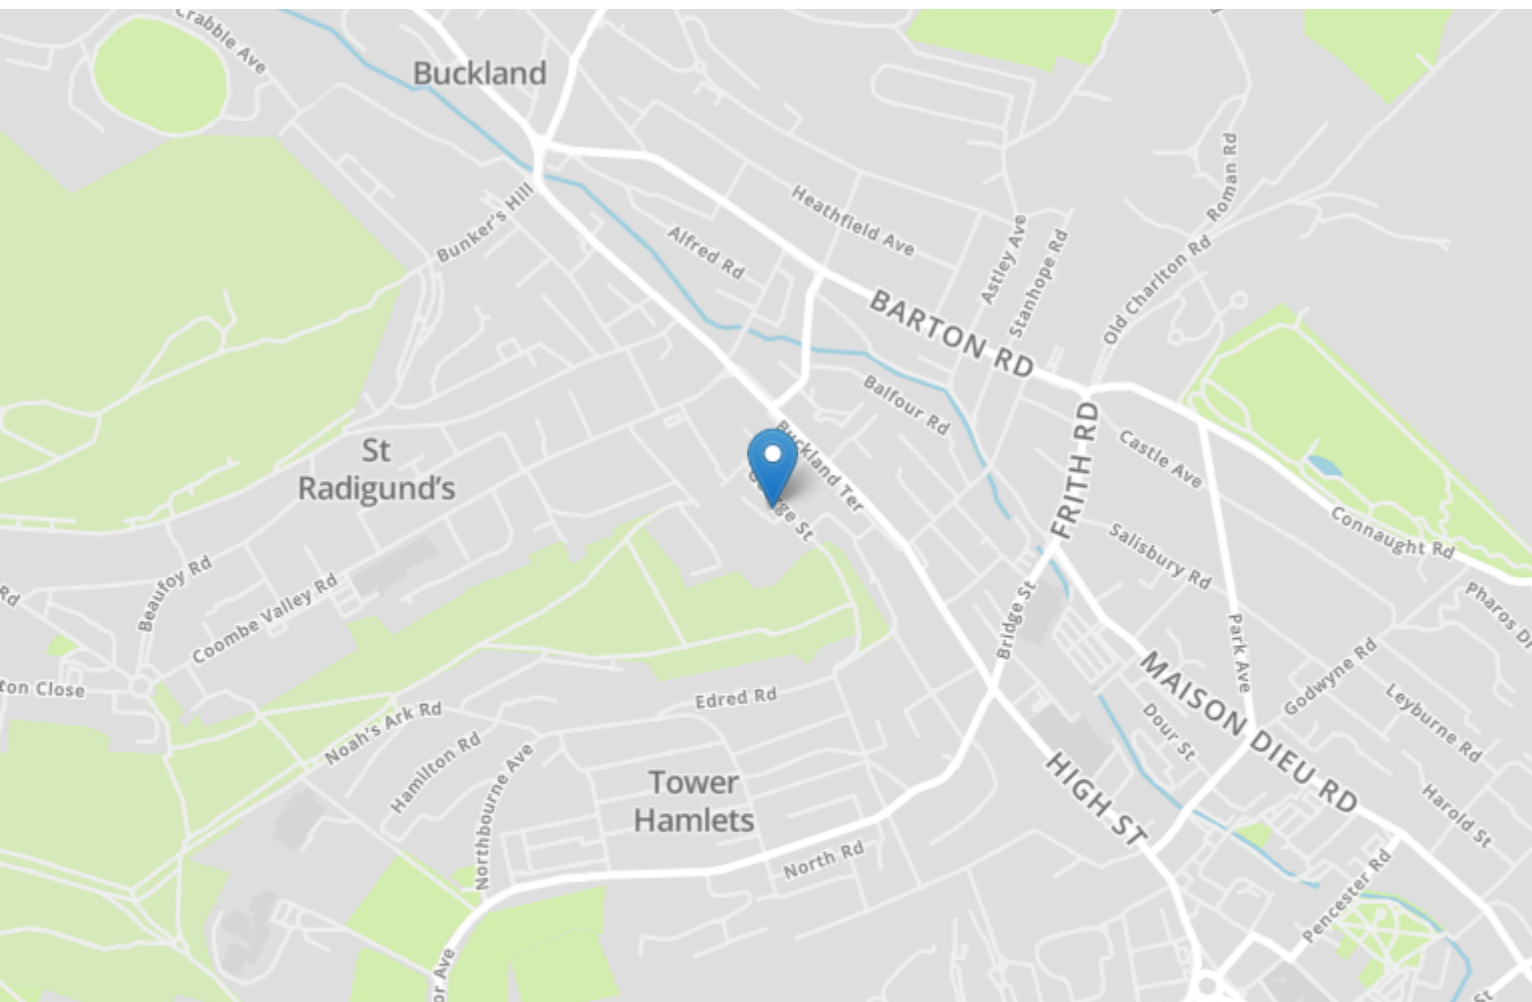 Crabble Ave
Buckland
Roman Rd
Bunker's Hill
Heathfield Ave
Alfred Rd
Astley Ave
Stanhope Rd
Old Charlton Rd
BARTON RD
Balfour Rd
FRITH RD
Castle Ave
St
Radigund's
Buckland Ter
Connaught Rd
Salisbury Rd
Beaufoy Rd
Coombe Valley Rd
Rd
Bridge St
Park Ave
Pharos
Godwyne Rd
ton Close
Noah's Ark Rd
Edred Rd
MAISON DIEU RD
Leyburne Rd
Dour St
Hamilton Rd
Northbourne Ave
Tower
Hamlets
HIGH ST
Harold St
North Rd
Pencester Rd
or Ave
St